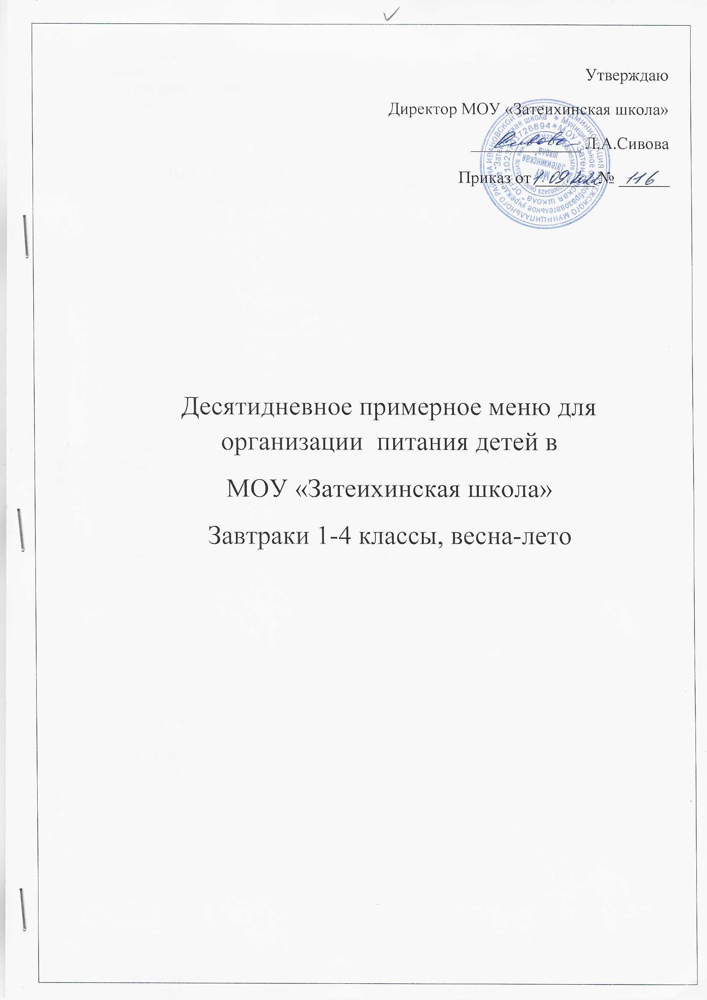 Утверждаю
Директор МОУ «Затеихинская школа»
Сивова Л.А.Сивова
Приказ от 1.09.2022 № 116
Десятидневное примерное меню для
организации питания детей в
МОУ «Затеихинская школа»
Завтраки 1-4 классы, весна-лето